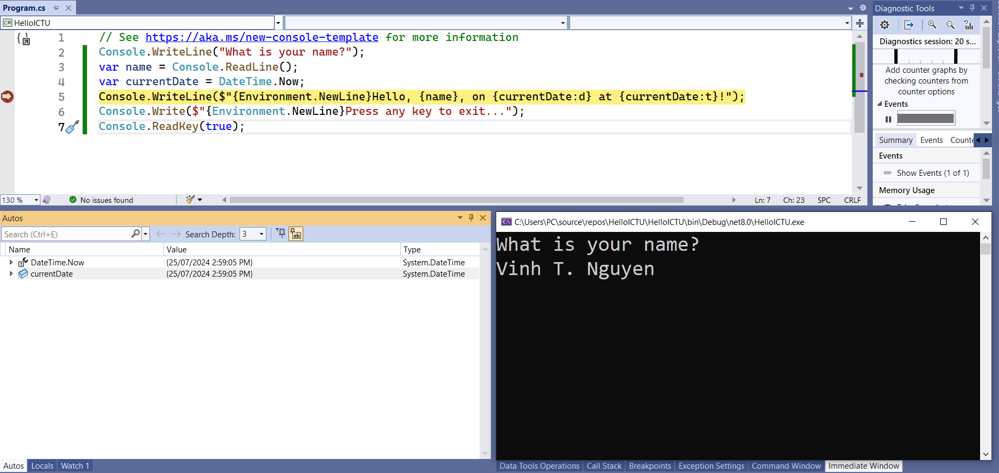 Program.cs
HelloICTU
1 // See https://aka.ms/new-console-template for more information
2 Console.WriteLine("What is your name?");
3 var name = Console.ReadLine();
4 var currentDate = DateTime.Now;
5 Console.WriteLine($"{Environment.NewLine}Hello, {name}, on {currentDate:d} at {currentDate:t}!");
6 Console.Write($"{Environment.NewLine}Press any key to exit...");
7 Console.ReadKey(true);
130 % No issues found Ln: 7 Ch: 23 SPC CRLF
Diagnostic Tools
Diagnostics session: 20 s...
Add counter graphs by
checking counters from
counter options
Events
Summary Events Counte
Events
Show Events (1 of 1)
Memory Usage
Autos
Search (Ctrl+E) Search Depth: 3
Name Value Type
DateTime.Now {25/07/2024 2:59:05 PM} System.DateTime
currentDate {25/07/2024 2:59:05 PM} System.DateTime
Autos Locals Watch 1
C:\Users\PC\source\repos\HelloICTU\HelloICTU\bin\Debug\net8.0\HelloICTU.exe
What is your name?
Vinh T. Nguyen
Data Tools Operations Call Stack Breakpoints Exception Settings Command Window Immediate Window